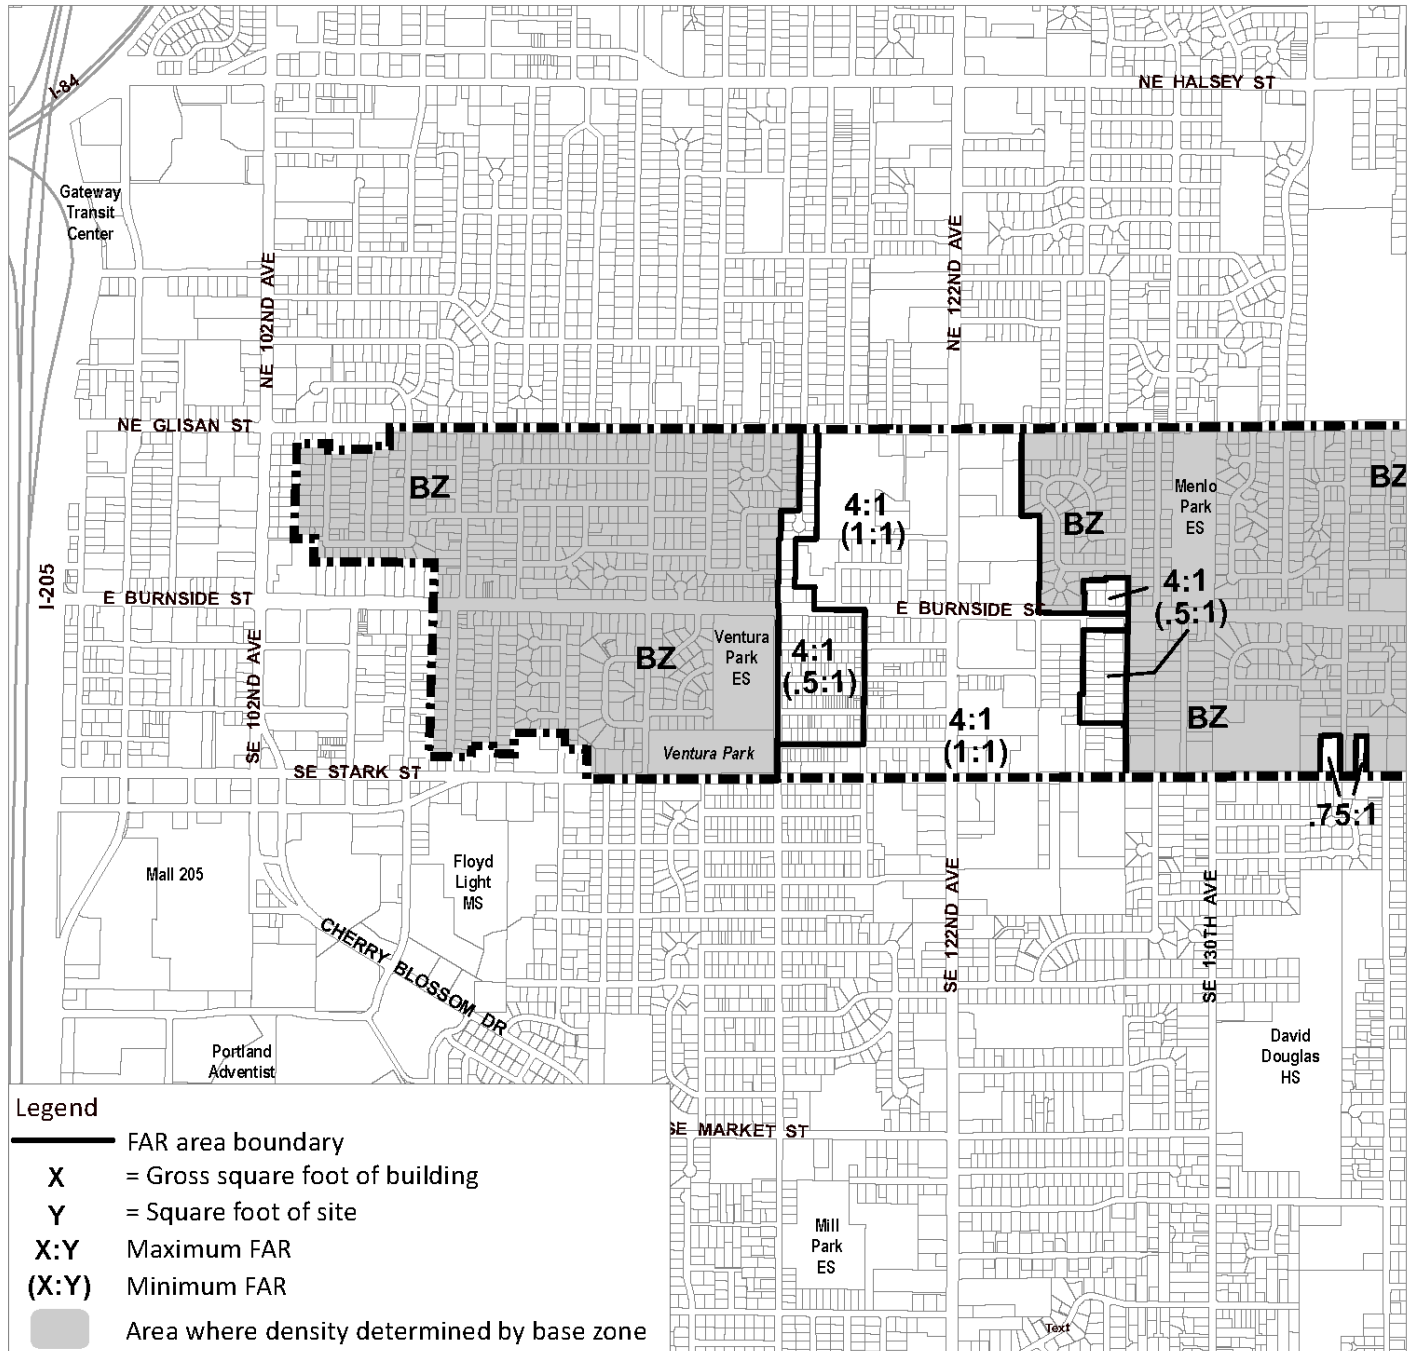 NE HALSEY ST
I-84
Gateway
Transit
Center
NE 102ND AVE
NE 122ND AVE
NE GLISAN ST
BZ
BZ
Menlo
Park
ES
4:1
(1:1)
BZ
I-205
E BURNSIDE ST
E BURNSIDE ST
4:1
(.5:1)
SE 102ND AVE
BZ
Ventura
Park
ES
4:1
(.5:1)
4:1
(1:1)
BZ
Ventura Park
SE STARK ST
.75:1
Mall 205
Floyd
Light
MS
CHERRY BLOSSOM DR
SE 122ND AVE
SE 130TH AVE
Portland
Adventist
David
Douglas
HS
SE MARKET ST
Mill
Park
ES
Text
Legend
FAR area boundary
X = Gross square foot of building
Y = Square foot of site
X:Y Maximum FAR
(X:Y) Minimum FAR
Area where density determined by base zone